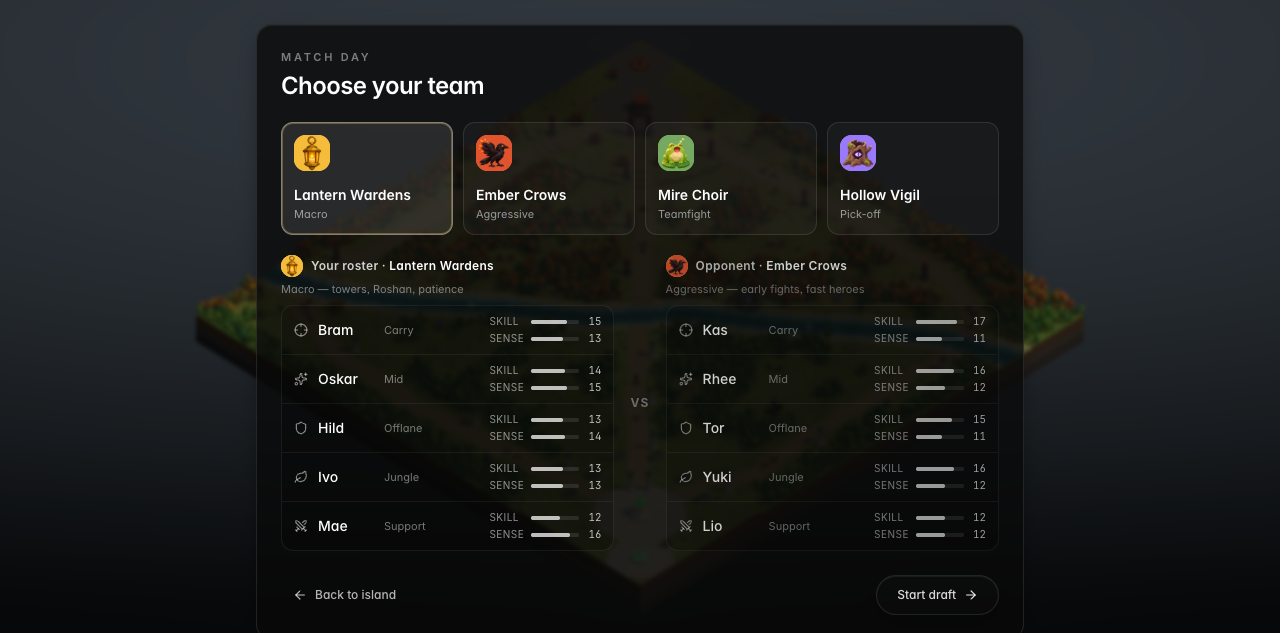 MATCH DAY
Choose your team
Lantern Wardens
Macro
Ember Crows
Aggressive
Mire Choir
Teamfight
Hollow Vigil
Pick-off
Your roster · Lantern Wardens
Macro — towers, Roshan, patience
Bram Carry SKILL 15
SENSE 13
Oskar Mid SKILL 14
SENSE 15
Hild Offlane SKILL 13
SENSE 14
Ivo Jungle SKILL 13
SENSE 13
Mae Support SKILL 12
SENSE 16
VS
Opponent · Ember Crows
Aggressive — early fights, fast heroes
Kas Carry SKILL 17
SENSE 11
Rhee Mid SKILL 16
SENSE 12
Tor Offlane SKILL 15
SENSE 11
Yuki Jungle SKILL 16
SENSE 12
Lio Support SKILL 12
SENSE 12
Back to island
Start draft